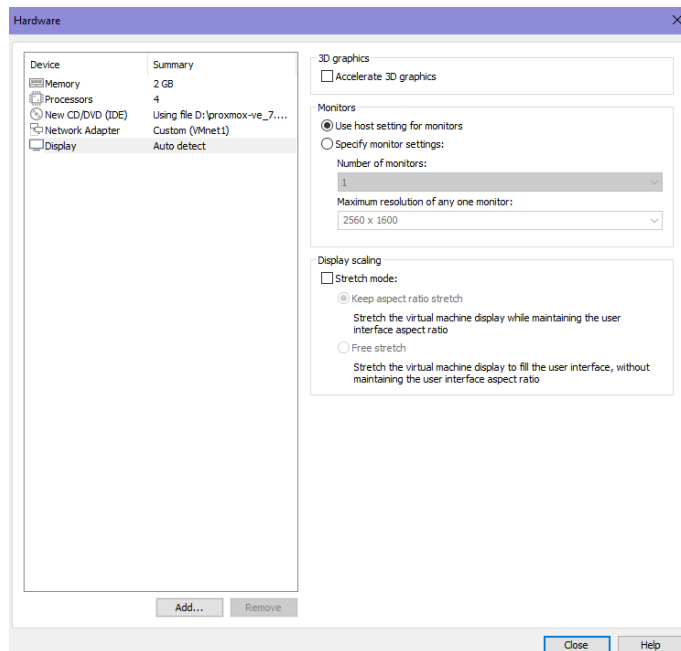 Hardware
Device Summary
Memory 2 GB
Processors 4
New CD/DVD (IDE) Using file D:\proxmox-ve_7....
Network Adapter Custom (VMnet1)
Display Auto detect
Add... Remove
3D graphics
Accelerate 3D graphics
Monitors
Use host setting for monitors
Specify monitor settings:
Number of monitors:
1
Maximum resolution of any one monitor:
2560 x 1600
Display scaling
Stretch mode:
Keep aspect ratio stretch
Stretch the virtual machine display while maintaining the user
interface aspect ratio
Free stretch
Stretch the virtual machine display to fill the user interface, without
maintaining the user interface aspect ratio
Close Help